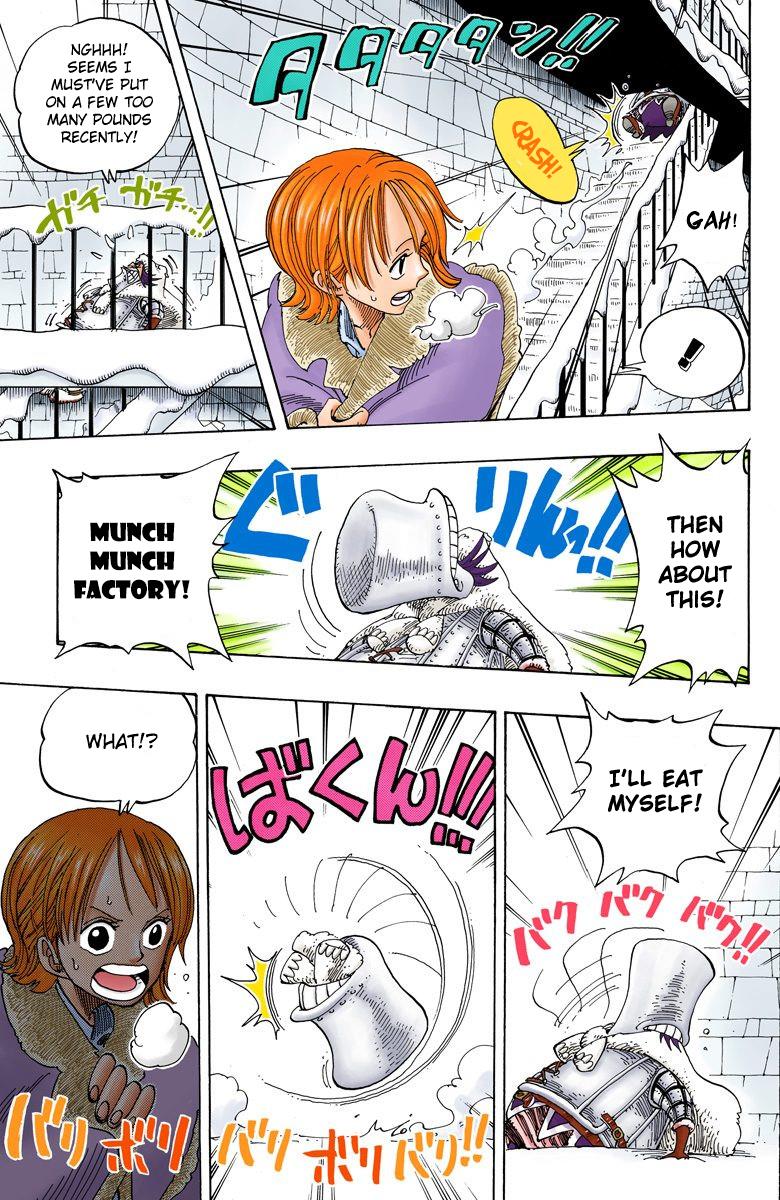 タタタタン!!
CRASH!
GAH!
!
NGHHH!
SEEMS I
MUST'VE PUT
ON A FEW TOO
MANY POUNDS
RECENTLY!
ガチ ガチ...!!
THEN
HOW
ABOUT
THIS!
ぐりんっ!!
MUNCH
MUNCH
FACTORY!
I'LL EAT
MYSELF!
バク バク バク!!
ばくん!!!
WHAT!?
バリ ボリ バリ!!
バリ ボリ